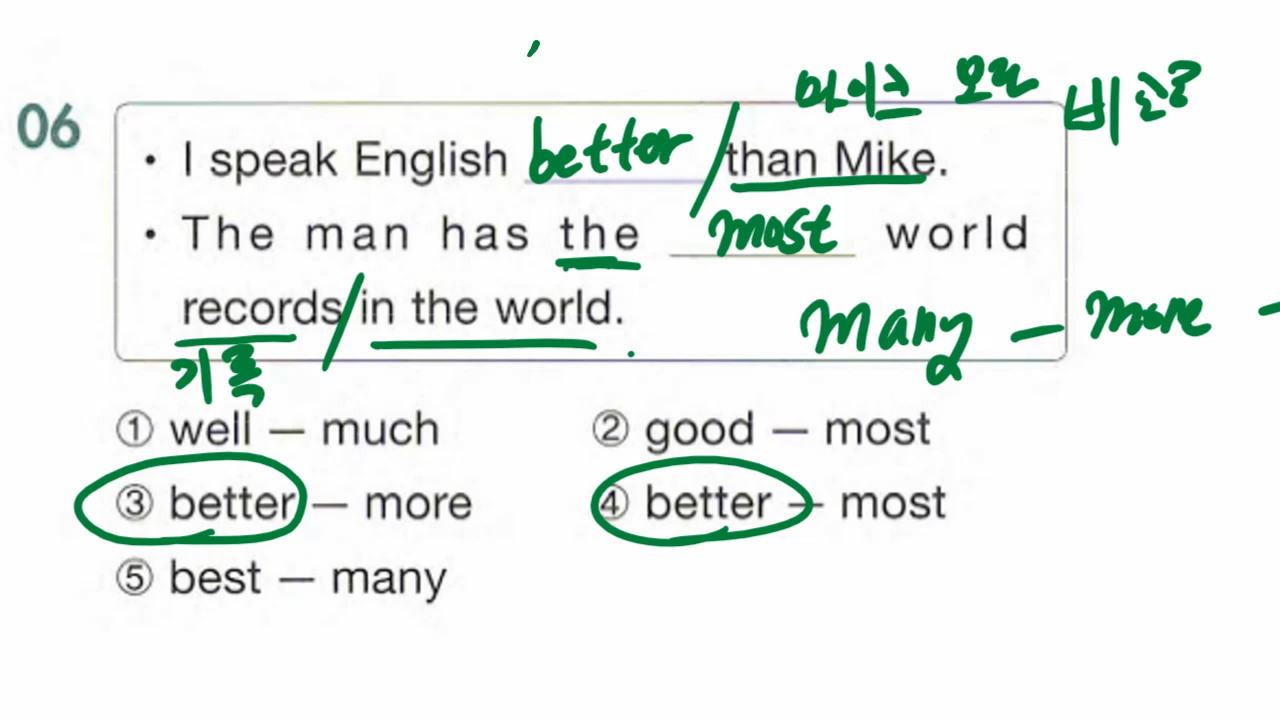 마이크 보다 비교급
06
• I speak English better / than Mike.
• The man has the most world
records / in the world.
many — more —
기록
① well — much
② good — most
③ better — more
④ better — most
⑤ best — many